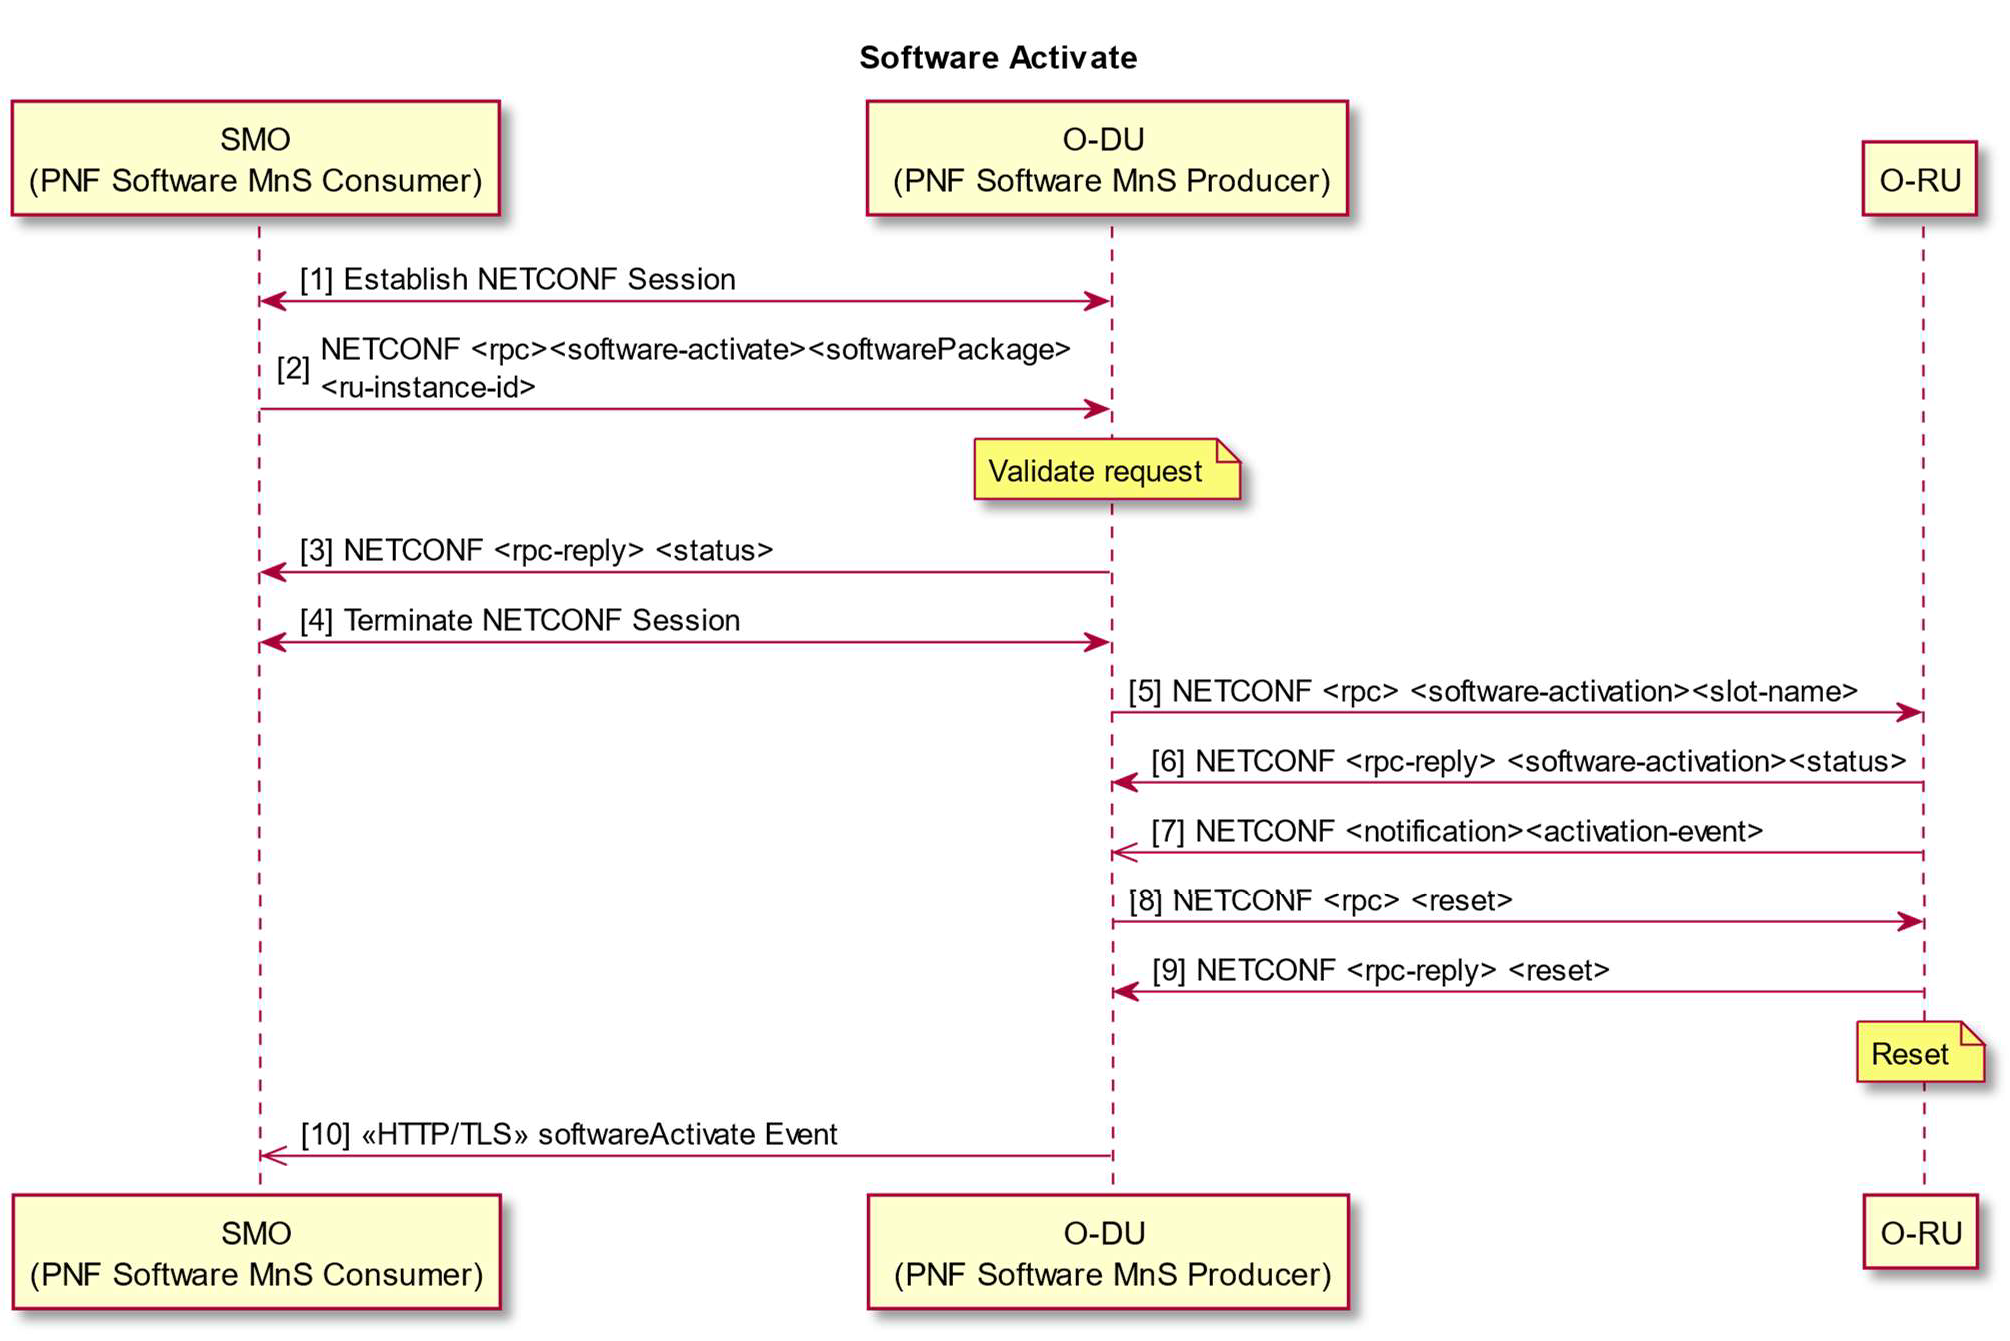 Software Activate
SMO
(PNF Software MnS Consumer)
O-DU
(PNF Software MnS Producer)
O-RU
[1] Establish NETCONF Session
[2] NETCONF <rpc><software-activate><softwarePackage>
<ru-instance-id>
Validate request
[3] NETCONF <rpc-reply> <status>
[4] Terminate NETCONF Session
[5] NETCONF <rpc> <software-activation><slot-name>
[6] NETCONF <rpc-reply> <software-activation><status>
[7] NETCONF <notification><activation-event>
[8] NETCONF <rpc> <reset>
[9] NETCONF <rpc-reply> <reset>
Reset
[10] «HTTP/TLS» softwareActivate Event
SMO
(PNF Software MnS Consumer)
O-DU
(PNF Software MnS Producer)
O-RU